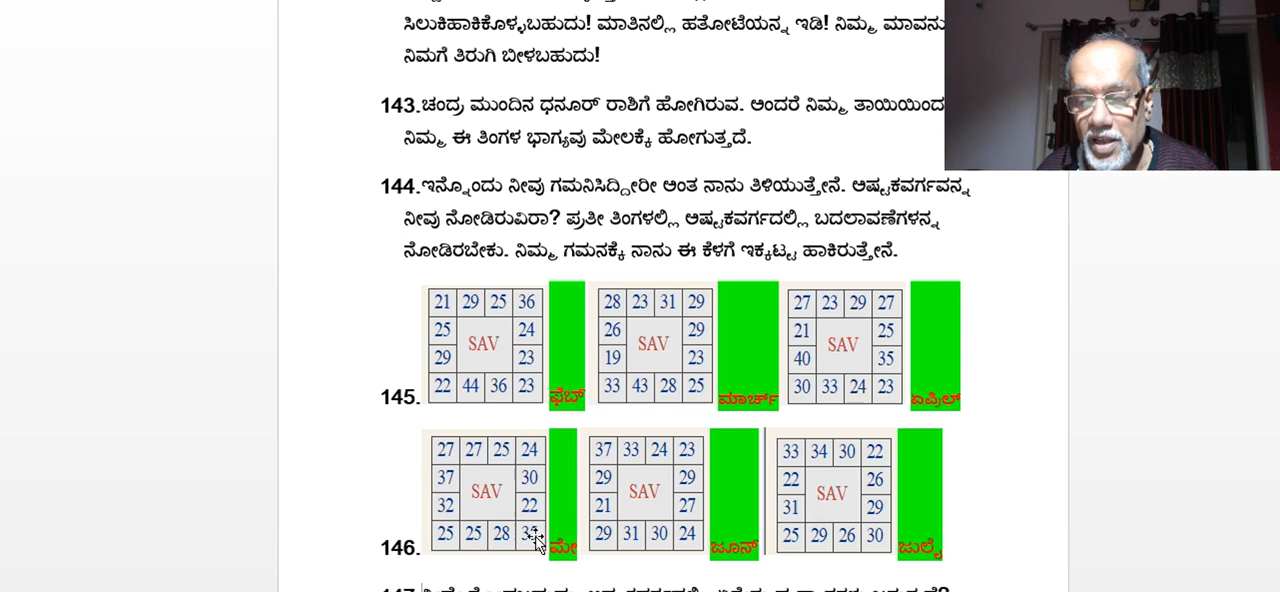 ಸಿಲುಕಿಹಾಕಿಕೊಳ್ಳಬಹುದು! ಮಾತಿನಲ್ಲಿ ಹತೋಟಿಯನ್ನ ಇಡಿ! ನಿಮ್ಮ ಮಾವನು
ನಿಮಗೆ ತಿರುಗಿ ಬೀಳಬಹುದು!
143.ಚಂದ್ರ ಮುಂದಿನ ಧನೂರ್ ರಾಶಿಗೆ ಹೋಗಿರುವ. ಅಂದರೆ ನಿಮ್ಮ ತಾಯಿಯಿಂದ
ನಿಮ್ಮ ಈ ತಿಂಗಳ ಭಾಗ್ಯವು ಮೇಲಕ್ಕೆ ಹೋಗುತ್ತದೆ.
144.ಇನ್ನೊಂದು ನೀವು ಗಮನಿಸಿದ್ದೀರೀ ಅಂತ ನಾನು ತಿಳಿಯುತ್ತೇನೆ. ಅಷ್ಟಕವರ್ಗವನ್ನ
ನೀವು ನೋಡಿರುವಿರಾ? ಪ್ರತೀ ತಿಂಗಳಲ್ಲಿ ಅಷ್ಟಕವರ್ಗದಲ್ಲಿ ಬದಲಾವಣೆಗಳನ್ನ
ನೋಡಿರಬೇಕು. ನಿಮ್ಮ ಗಮನಕ್ಕೆ ನಾನು ಈ ಕೆಳಗೆ ಇಕ್ಕಟ್ಟ ಹಾಕಿರುತ್ತೇನೆ.
21 29 25 36 28 23 31 29 27 23 29 27
25 24 26 29 21 25
SAV SAV SAV
29 23 19 23 40 35
22 44 36 23 33 43 28 25 30 33 24 23
145. ಫೆಬ್ ಮಾರ್ಚ್ ಏಪ್ರಿಲ್
27 27 25 24 37 33 24 23 33 34 30 22
37 30 29 29 22 26
SAV SAV SAV
32 22 21 27 31 29
25 25 28 29 31 30 24 25 29 26 30
146. ಮೇ ಜೂನ್ ಜುಲೈ